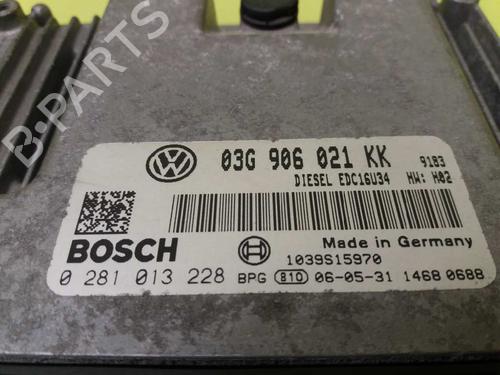 B-PARTS
03G 906 021 KK 9183
DIESEL EDC16U34 HW: H02
BOSCH
Made in Germany
1039S15970
0 281 013 228 BPG 810 06-05-31 1468 0688